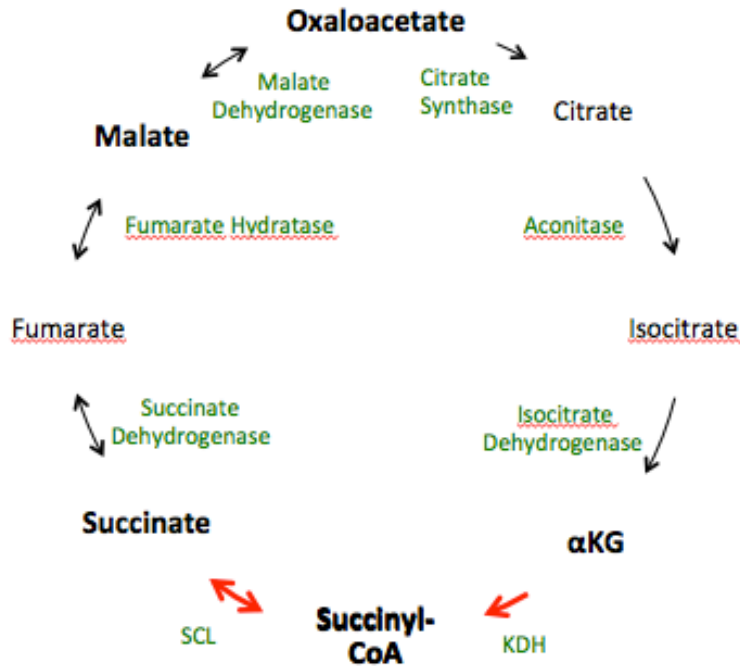 Oxaloacetate
Malate
Dehydrogenase
Citrate
Synthase
Citrate
Malate
Fumarate Hydratase
Aconitase
Fumarate
Isocitrate
Succinate
Dehydrogenase
Isocitrate
Dehydrogenase
Succinate
αKG
SCL
Succinyl-
CoA
KDH